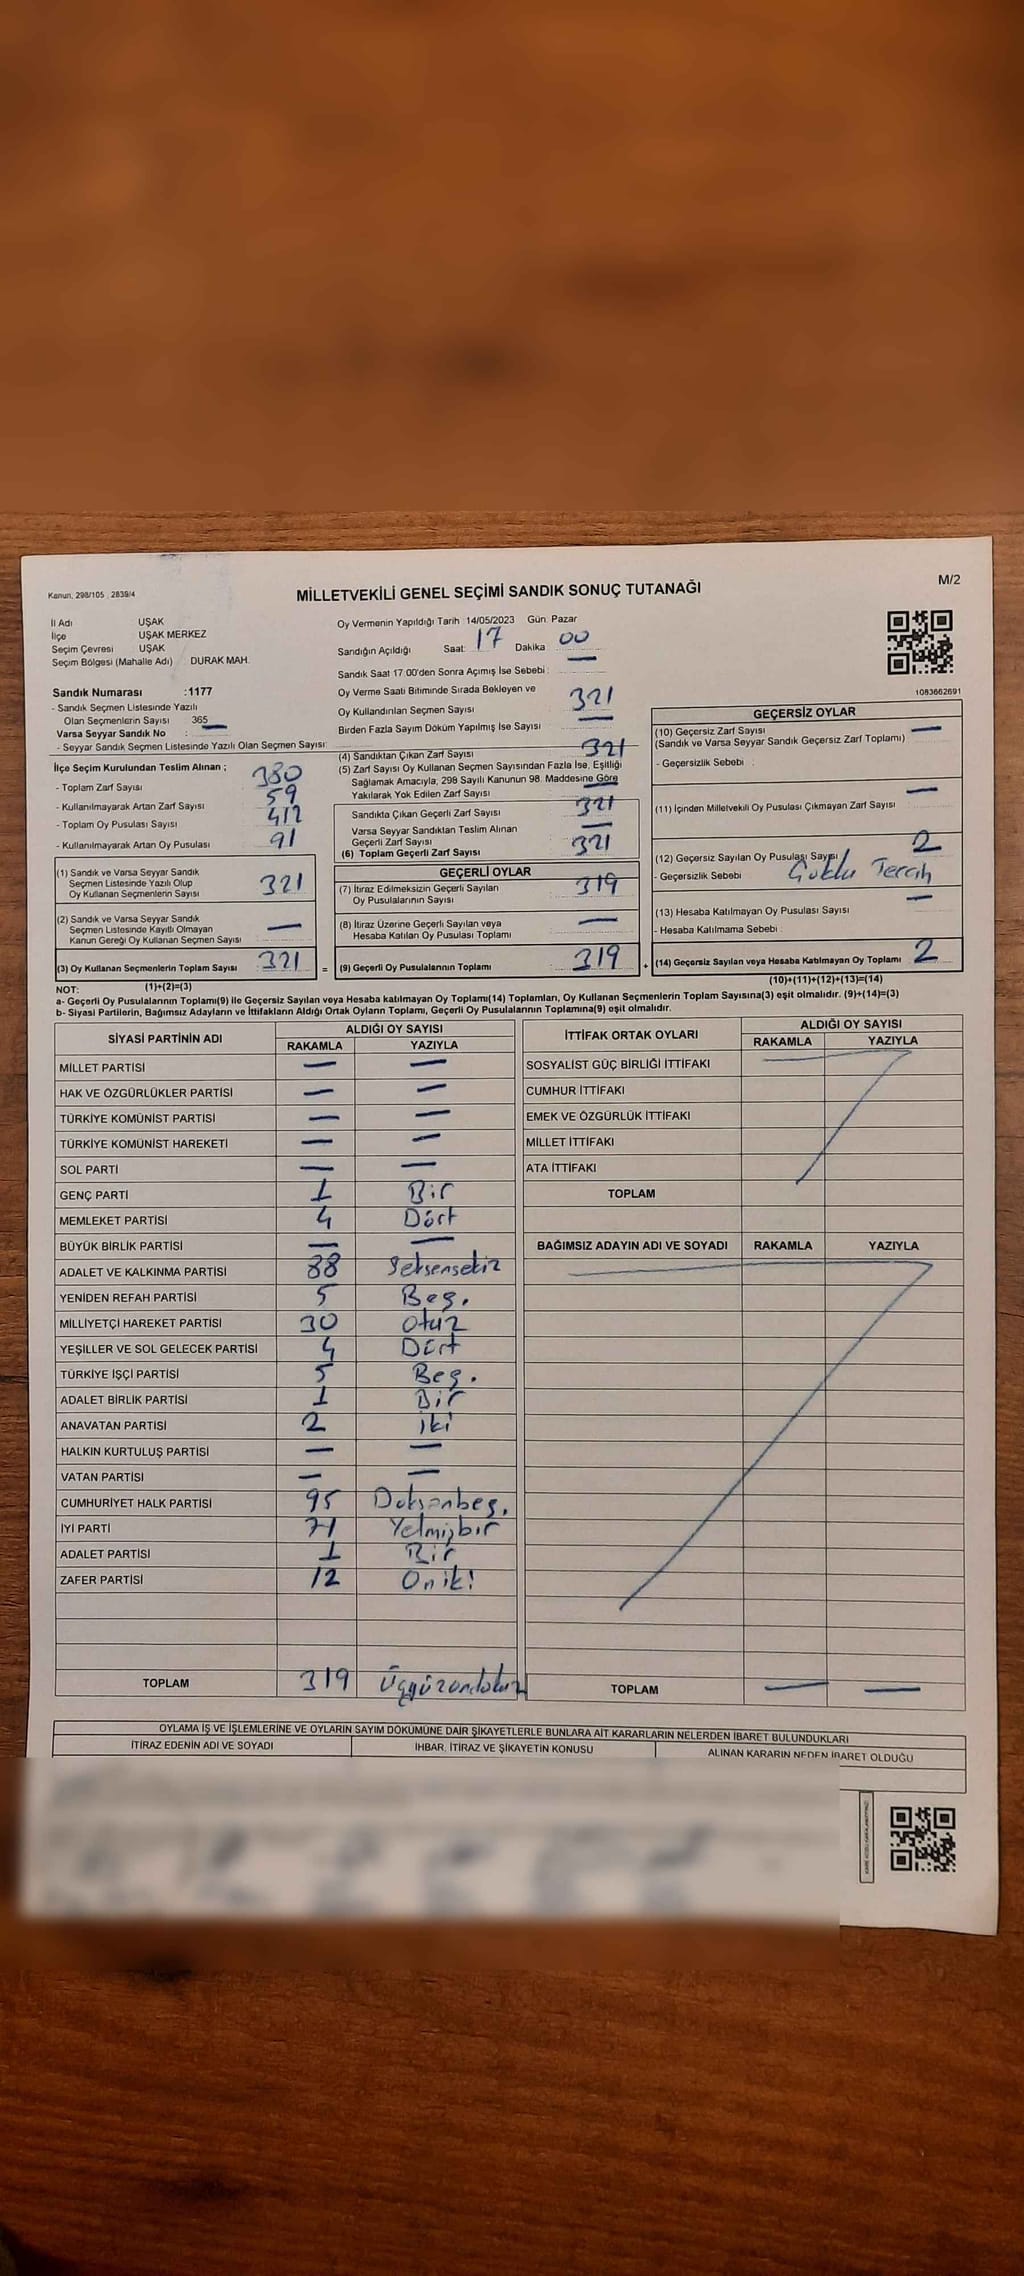 Kanun, 298/105 , 2839/4
MİLLETVEKİLİ GENEL SEÇİMİ SANDIK SONUÇ TUTANAĞI
M/2
İl Adı UŞAK
İlçe UŞAK MERKEZ
Seçim Çevresi UŞAK
Seçim Bölgesi (Mahalle Adı) DURAK MAH.
Sandık Numarası :1177
- Sandık Seçmen Listesinde Yazılı
Olan Seçmenlerin Sayısı 365
Varsa Seyyar Sandık No —
- Seyyar Sandık Seçmen Listesinde Yazılı Olan Seçmen Sayısı:
İlçe Seçim Kurulundan Teslim Alınan ;
- Toplam Zarf Sayısı 380
- Kullanılmayarak Artan Zarf Sayısı 59
- Toplam Oy Pusulası Sayısı 412
- Kullanılmayarak Artan Oy Pusulası 91
(1) Sandık ve Varsa Seyyar Sandık
Seçmen Listesinde Yazılı Olup
Oy Kullanan Seçmenlerin Sayısı 321
(2) Sandık ve Varsa Seyyar Sandık
Seçmen Listesinde Kayıtlı Olmayan
Kanun Gereği Oy Kullanan Seçmen Sayısı —
(3) Oy Kullanan Seçmenlerin Toplam Sayısı 321 =
(1)+(2)=(3)
Oy Vermenin Yapıldığı Tarih 14/05/2023 Gün: Pazar
Sandığın Açıldığı Saat: 17 Dakika 00
Sandık Saat 17:00'den Sonra Açımış İse Sebebi : —
Oy Verme Saati Bitiminde Sırada Bekleyen ve
Oy Kullandırılan Seçmen Sayısı 321
Birden Fazla Sayım Döküm Yapılmış İse Sayısı —
(4) Sandıktan Çıkan Zarf Sayısı 321
(5) Zarf Sayısı Oy Kullanan Seçmen Sayısından Fazla İse, Eşitliği
Sağlamak Amacıyla, 298 Sayılı Kanunun 98. Maddesine Göre
Yakılarak Yok Edilen Zarf Sayısı —
Sandıkta Çıkan Geçerli Zarf Sayısı 321
Varsa Seyyar Sandıktan Teslim Alınan
Geçerli Zarf Sayısı —
(6) Toplam Geçerli Zarf Sayısı 321
GEÇERLİ OYLAR
(7) İtiraz Edilmeksizin Geçerli Sayılan
Oy Pusulalarının Sayısı 319
(8) İtiraz Üzerine Geçerli Sayılan veya
Hesaba Katılan Oy Pusulası Toplamı —
(9) Geçerli Oy Pusulalarının Toplamı 319 +
1083662691
GEÇERSİZ OYLAR
(10) Geçersiz Zarf Sayısı
(Sandık ve Varsa Seyyar Sandık Geçersiz Zarf Toplamı) —
- Geçersizlik Sebebi :
(11) İçinden Milletvekili Oy Pusulası Çıkmayan Zarf Sayısı —
(12) Geçersiz Sayılan Oy Pusulası Sayısı 2
- Geçersizlik Sebebi Çoklu Tercih
(13) Hesaba Katılmayan Oy Pusulası Sayısı —
- Hesaba Katılmama Sebebi :
(14) Geçersiz Sayılan veya Hesaba Katılmayan Oy Toplamı 2
(10)+(11)+(12)+(13)=(14)
NOT:
a- Geçerli Oy Pusulalarının Toplamı(9) ile Geçersiz Sayılan veya Hesaba katılmayan Oy Toplamı(14) Toplamları, Oy Kullanan Seçmenlerin Toplam Sayısına(3) eşit olmalıdır. (9)+(14)=(3)
b- Siyasi Partilerin, Bağımsız Adayların ve İttifakların Aldığı Ortak Oyların Toplamı, Geçerli Oy Pusulalarının Toplamına(9) eşit olmalıdır.
SİYASİ PARTİNİN ADI ALDIĞI OY SAYISI
RAKAMLA YAZIYLA
MİLLET PARTİSİ — —
HAK VE ÖZGÜRLÜKLER PARTİSİ — —
TÜRKİYE KOMÜNİST PARTİSİ — —
TÜRKİYE KOMÜNİST HAREKETİ — —
SOL PARTİ — —
GENÇ PARTİ 1 Bir
MEMLEKET PARTİSİ 4 Dört
BÜYÜK BİRLİK PARTİSİ — —
ADALET VE KALKINMA PARTİSİ 88 Seksensekiz
YENİDEN REFAH PARTİSİ 5 Beş.
MİLLİYETÇİ HAREKET PARTİSİ 30 Otuz
YEŞİLLER VE SOL GELECEK PARTİSİ 4 Dört
TÜRKİYE İŞÇİ PARTİSİ 5 Beş.
ADALET BİRLİK PARTİSİ 1 Bir
ANAVATAN PARTİSİ 2 İki
HALKIN KURTULUŞ PARTİSİ — —
VATAN PARTİSİ — —
CUMHURİYET HALK PARTİSİ 95 Doksanbeş.
İYİ PARTİ 71 Yetmişbir
ADALET PARTİSİ 1 Bir
ZAFER PARTİSİ 12 Oniki
TOPLAM 319 Üçyüzondokuz
İTTİFAK ORTAK OYLARI ALDIĞI OY SAYISI
RAKAMLA YAZIYLA
SOSYALİST GÜÇ BİRLİĞİ İTTİFAKI
CUMHUR İTTİFAKI
EMEK VE ÖZGÜRLÜK İTTİFAKI
MİLLET İTTİFAKI
ATA İTTİFAKI
TOPLAM
BAĞIMSIZ ADAYIN ADI VE SOYADI RAKAMLA YAZIYLA
TOPLAM — —
OYLAMA İŞ VE İŞLEMLERİNE VE OYLARIN SAYIM DÖKÜMÜNE DAİR ŞİKAYETLERLE BUNLARA AİT KARARLARIN NELERDEN İBARET BULUNDUKLARI
İTİRAZ EDENİN ADI VE SOYADI İHBAR, İTİRAZ VE ŞİKAYETİN KONUSU ALINAN KARARIN NEDEN İBARET OLDUĞU